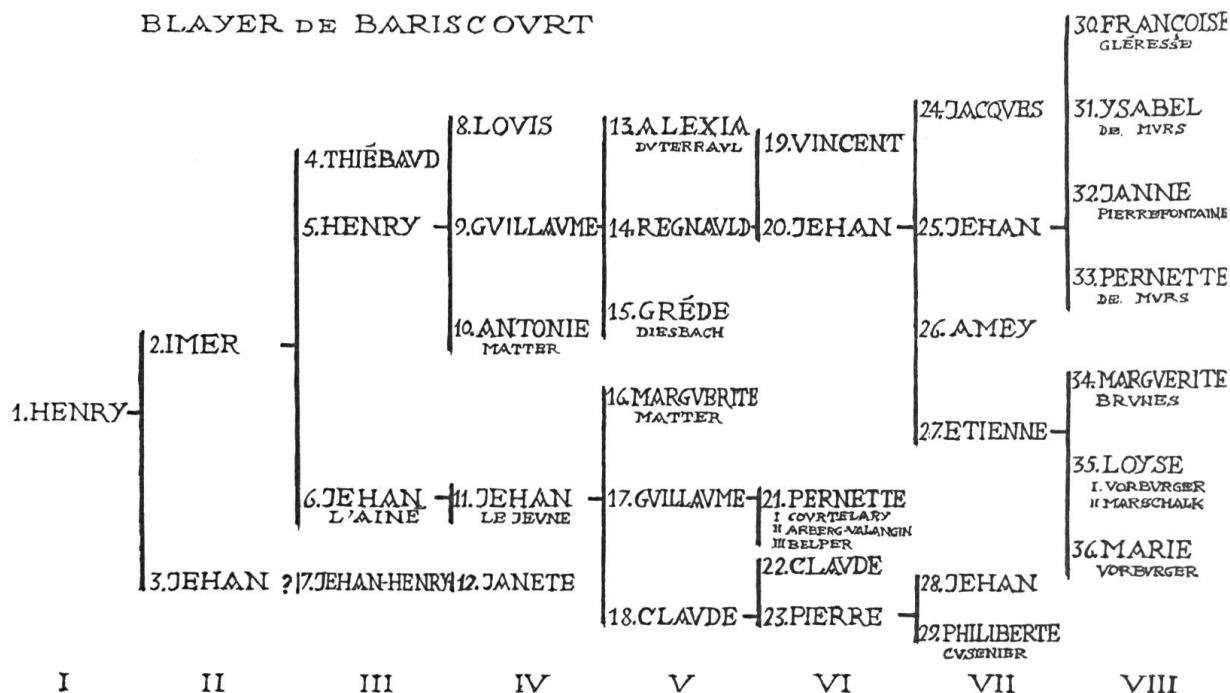 BLAYER DE BARISCOVRT
1. HENRY
2. IMER
3. JEHAN ?
4. THIÉBAVD
5. HENRY
6. JEHAN
L'AINÉ
7. JEHAN-HENRY
8. LOVIS
9. GVILLAVME
10. ANTONIE
MATTER
11. JEHAN
LE JEVNE
12. JANETE
13. ALEXIA
DVTERRAVL
14. REGNAVLD
15. GRÉDE
DIESBACH
16. MARGVERITE
MATTER
17. GVILLAVME
18. CLAVDE
19. VINCENT
20. JEHAN
21. PERNETTE
I COVRTELARY
II ARBERG-VALANGIN
III BELPER
22. CLAVDE
23. PIERRE
24. JACQVES
25. JEHAN
26. AMEY
27. ETIENNE
28. JEHAN
29. PHILIBERTE
CVSENIER
30. FRANCOISE
GLÉRESSE
31. YSABEL
DE MVRS
32. JANNE
PIERREFONTAINE
33. PERNETTE
DE MVRS
34. MARGVERITE
BRVNES
35. LOYSE
I. VORBVRGER
II MARSCHALK
36. MARIE
VORBVRGER
I II III IV V VI VII VIII